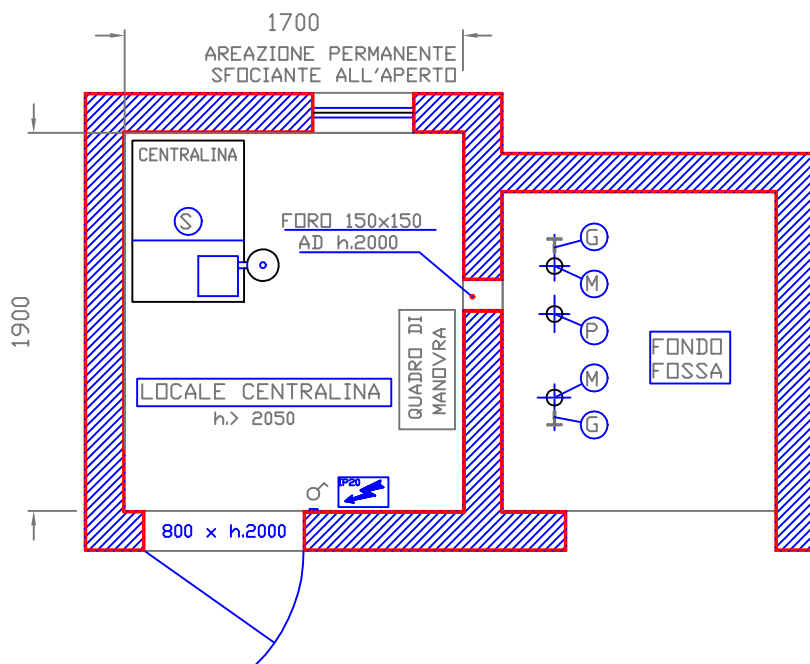 1700
AREAZIONE PERMANENTE
SFOCIANTE ALL'APERTO
CENTRALINA
S
FORO 150x150
AD h.2000
G
M
P
M
G
1900
QUADRO DI
MANOVRA
FONDO
FOSSA
LOCALE CENTRALINA
h.> 2050
IP20
800 x h.2000